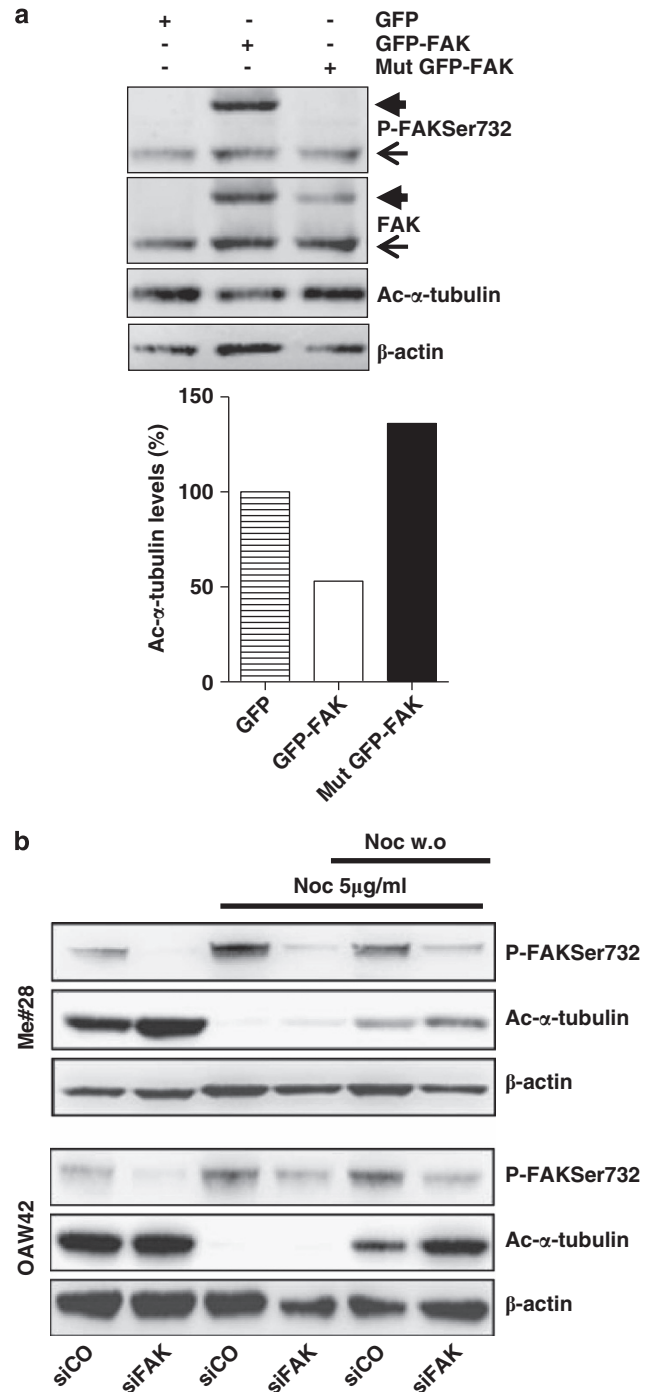 a
+ - - GFP
- + - GFP-FAK
- - + Mut GFP-FAK
P-FAKSer732
FAK
Ac-α-tubulin
β-actin
Ac-α-tubulin levels (%)
150
100
50
0
GFP
GFP-FAK
Mut GFP-FAK
b
Noc w.o
Noc 5μg/ml
Me#28
P-FAKSer732
Ac-α-tubulin
β-actin
OAW42
P-FAKSer732
Ac-α-tubulin
β-actin
siCO siFAK siCO siFAK siCO siFAK